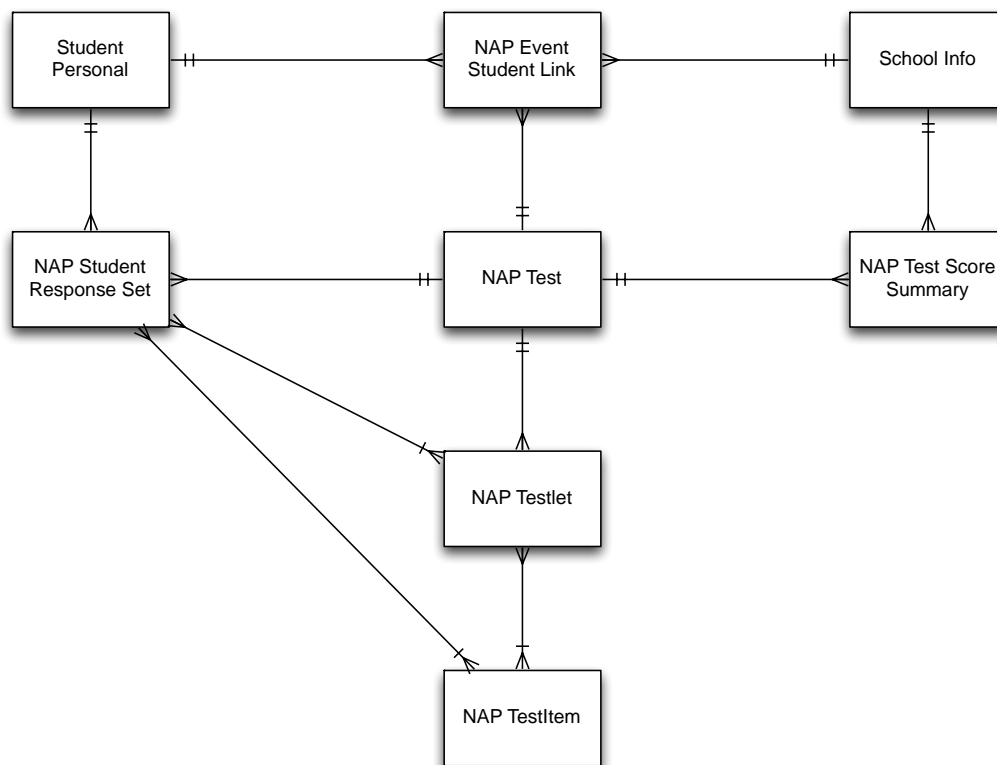 Student
Personal
NAP Event
Student Link
School Info
NAP Student
Response Set
NAP Test
NAP Test Score
Summary
NAP Testlet
NAP TestItem